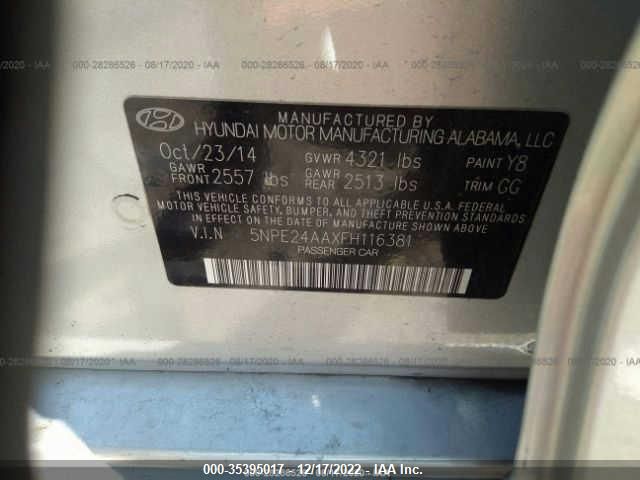 000-28286526 - 08/17/2020 - IAA
MANUFACTURED BY
HYUNDAI MOTOR MANUFACTURING ALABAMA, LLC
Oct/23/14 GVWR 4321 lbs PAINT Y8
GAWR FRONT 2557 lbs GAWR REAR 2513 lbs TRIM GG
THIS VEHICLE CONFORMS TO ALL APPLICABLE U.S.A. FEDERAL
MOTOR VEHICLE SAFETY, BUMPER, AND THEFT PREVENTION
STANDARDS IN EFFECT ON THE DATE OF MANUFACTURE SHOWN ABOVE.
V.I.N 5NPE24AAXFH116381
PASSENGER CAR
000-28286526 - 08/17/2020 - IAA
000-35395017 - 12/17/2022 - IAA Inc.